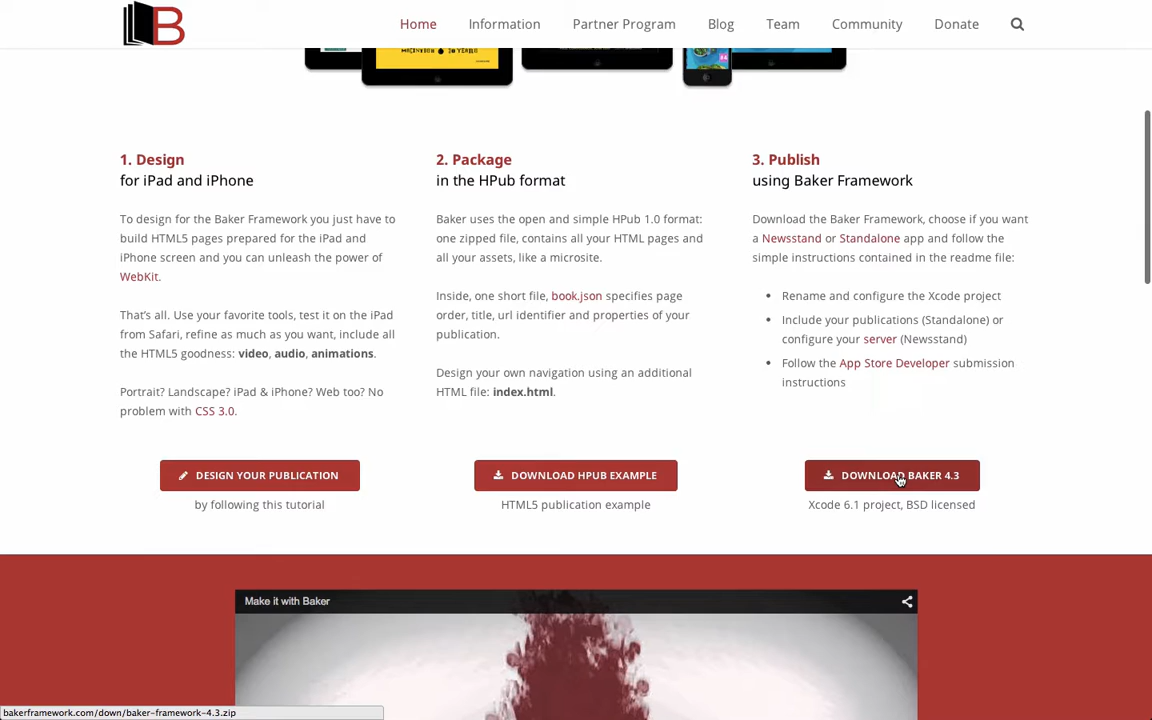 B
Home Information Partner Program Blog Team Community Donate
1. Design
for iPad and iPhone
To design for the Baker Framework you just have to
build HTML5 pages prepared for the iPad and
iPhone screen and you can unleash the power of
WebKit.
That's all. Use your favorite tools, test it on the iPad
from Safari, refine as much as you want, include all
the HTML5 goodness: video, audio, animations.
Portrait? Landscape? iPad & iPhone? Web too? No
problem with CSS 3.0.
DESIGN YOUR PUBLICATION
by following this tutorial
2. Package
in the HPub format
Baker uses the open and simple HPub 1.0 format:
one zipped file, contains all your HTML pages and
all your assets, like a microsite.
Inside, one short file, book.json specifies page
order, title, url identifier and properties of your
publication.
Design your own navigation using an additional
HTML file: index.html.
DOWNLOAD HPUB EXAMPLE
HTML5 publication example
3. Publish
using Baker Framework
Download the Baker Framework, choose if you want
a Newsstand or Standalone app and follow the
simple instructions contained in the readme file:
• Rename and configure the Xcode project
• Include your publications (Standalone) or
configure your server (Newsstand)
• Follow the App Store Developer submission
instructions
DOWNLOAD BAKER 4.3
Xcode 6.1 project, BSD licensed
Make it with Baker
bakerframework.com/down/baker-framework-4.3.zip